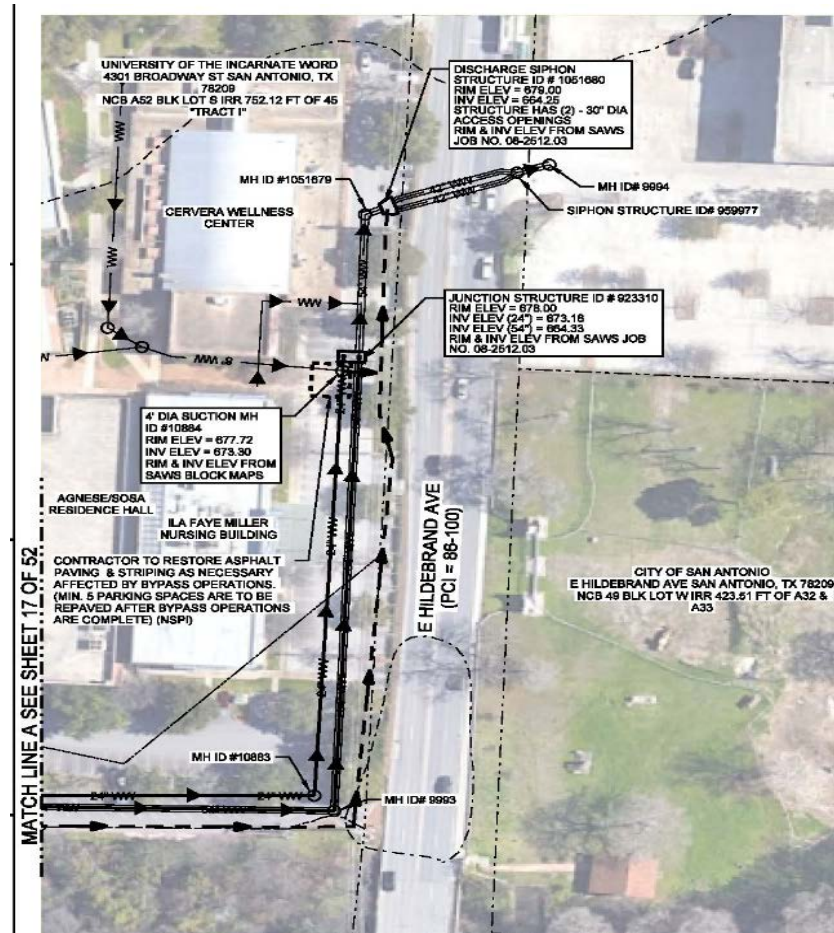 UNIVERSITY OF THE INCARNATE WORD
4301 BROADWAY ST SAN ANTONIO, TX
78209
NCB A52 BLK LOT S IRR 752.12 FT OF 45
"TRACT I"
DISCHARGE SIPHON
STRUCTURE ID # 1051680
RIM ELEV = 679.00
INV ELEV = 664.25
STRUCTURE HAS (2) - 30" DIA
ACCESS OPENINGS
RIM & INV ELEV FROM SAWS
JOB NO. 08-2512.03
MH ID #1051679
MH ID# 9994
SIPHON STRUCTURE ID# 959977
CERVERA WELLNESS
CENTER
WW
WW
WW
WW
8" WW
42" WW
JUNCTION STRUCTURE ID # 923310
RIM ELEV = 678.00
INV ELEV (24") = 673.18
INV ELEV (54") = 664.33
RIM & INV ELEV FROM SAWS JOB
NO. 08-2512.03
4' DIA SUCTION MH
ID #10884
RIM ELEV = 677.72
INV ELEV = 673.30
RIM & INV ELEV FROM
SAWS BLOCK MAPS
AGNESE/SOSA
RESIDENCE HALL
ILA FAYE MILLER
NURSING BUILDING
CONTRACTOR TO RESTORE ASPHALT
PAVING & STRIPING AS NECESSARY
AFFECTED BY BYPASS OPERATIONS.
(MIN. 5 PARKING SPACES ARE TO BE
REPAVED AFTER BYPASS OPERATIONS
ARE COMPLETE) (NSPI)
E HILDEBRAND AVE
(PCI = 86-100)
CITY OF SAN ANTONIO
E HILDEBRAND AVE SAN ANTONIO, TX 78209
NCB 49 BLK LOT W IRR 423.51 FT OF A32 &
A33
MATCH LINE A SEE SHEET 17 OF 52
MH ID #10883
24" WW
24" WW
MH ID# 9993